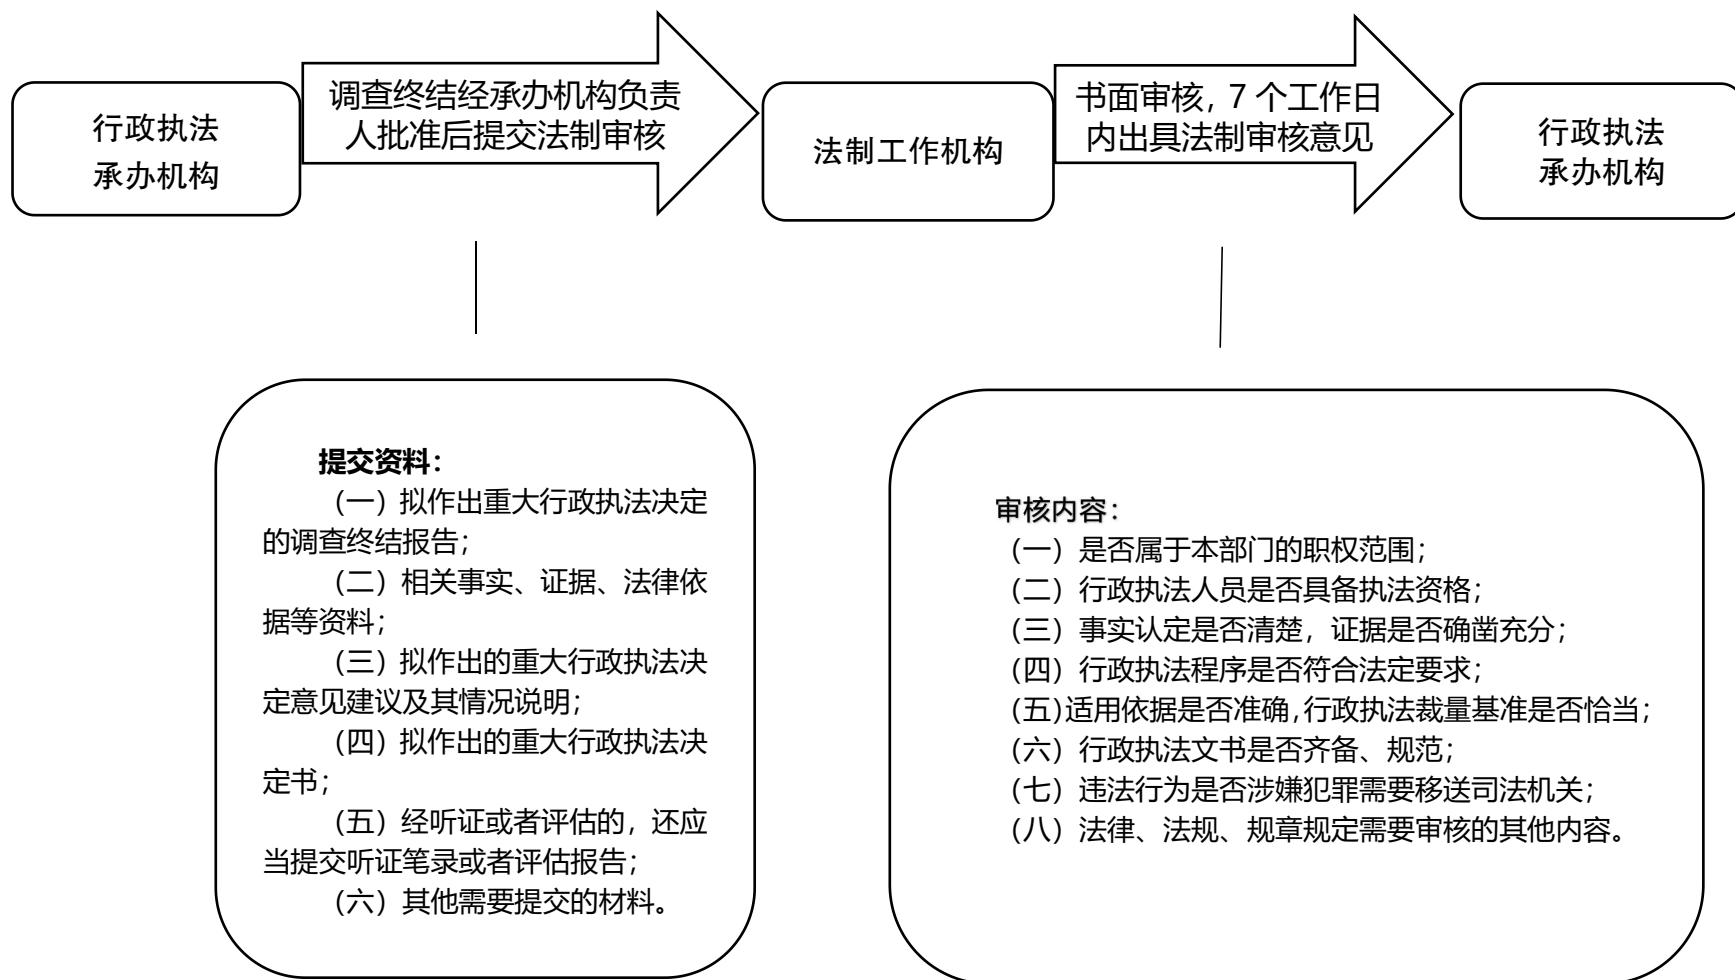 行政执法
承办机构
调查终结经承办机构负责
人批准后提交法制审核
法制工作机构
书面审核，7 个工作日
内出具法制审核意见
行政执法
承办机构
提交资料：
（一）拟作出重大行政执法决定
的调查终结报告；
（二）相关事实、证据、法律依
据等资料；
（三）拟作出的重大行政执法决
定意见建议及其情况说明；
（四）拟作出的重大行政执法决
定书；
（五）经听证或者评估的，还应
当提交听证笔录或者评估报告；
（六）其他需要提交的材料。
审核内容：
（一）是否属于本部门的职权范围；
（二）行政执法人员是否具备执法资格；
（三）事实认定是否清楚，证据是否确凿充分；
（四）行政执法程序是否符合法定要求；
（五）适用依据是否准确，行政执法裁量基准是否恰当；
（六）行政执法文书是否齐备、规范；
（七）违法行为是否涉嫌犯罪需要移送司法机关；
（八）法律、法规、规章规定需要审核的其他内容。